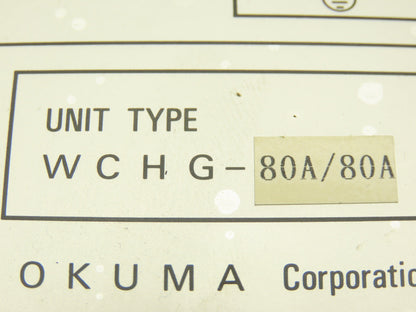 UNIT TYPE
WCHG-80A/80A
OKUMA Corporatio